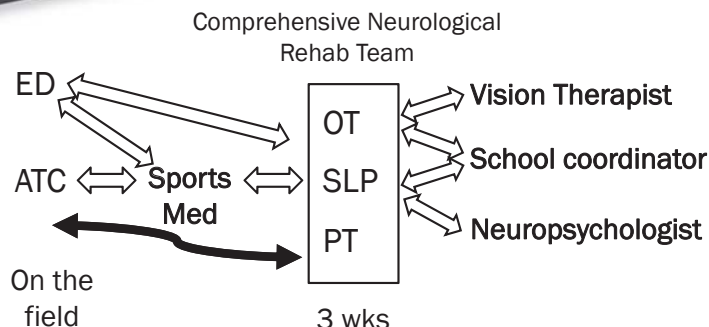 Comprehensive Neurological
Rehab Team
ED
ATC
Sports
Med
OT
SLP
PT
Vision Therapist
School coordinator
Neuropsychologist
On the
field
3 wks